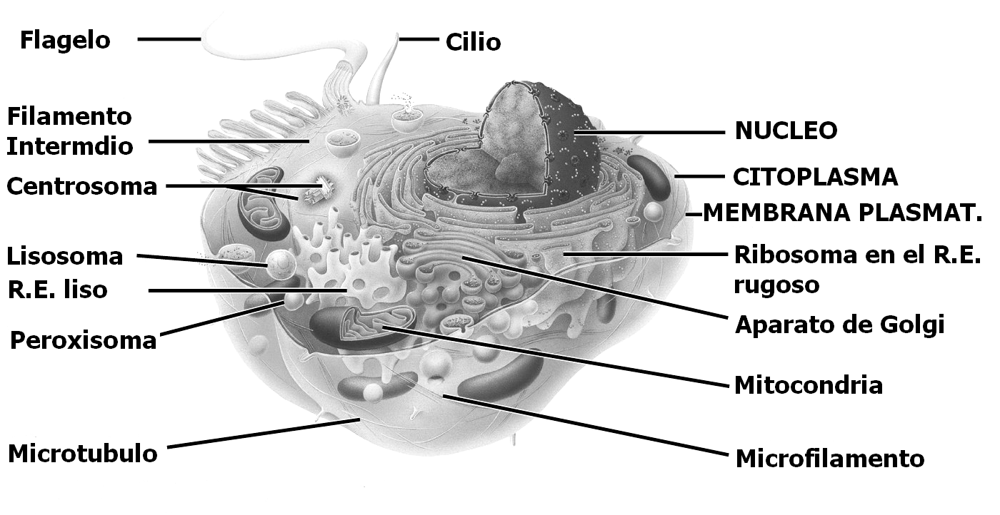 Flagelo
Cilio
Filamento
Intermdio
NUCLEO
Centrosoma
CITOPLASMA
MEMBRANA PLASMAT.
Lisosoma
Ribosoma en el R.E.
rugoso
R.E. liso
Aparato de Golgi
Peroxisoma
Mitocondria
Microtubulo
Microfilamento